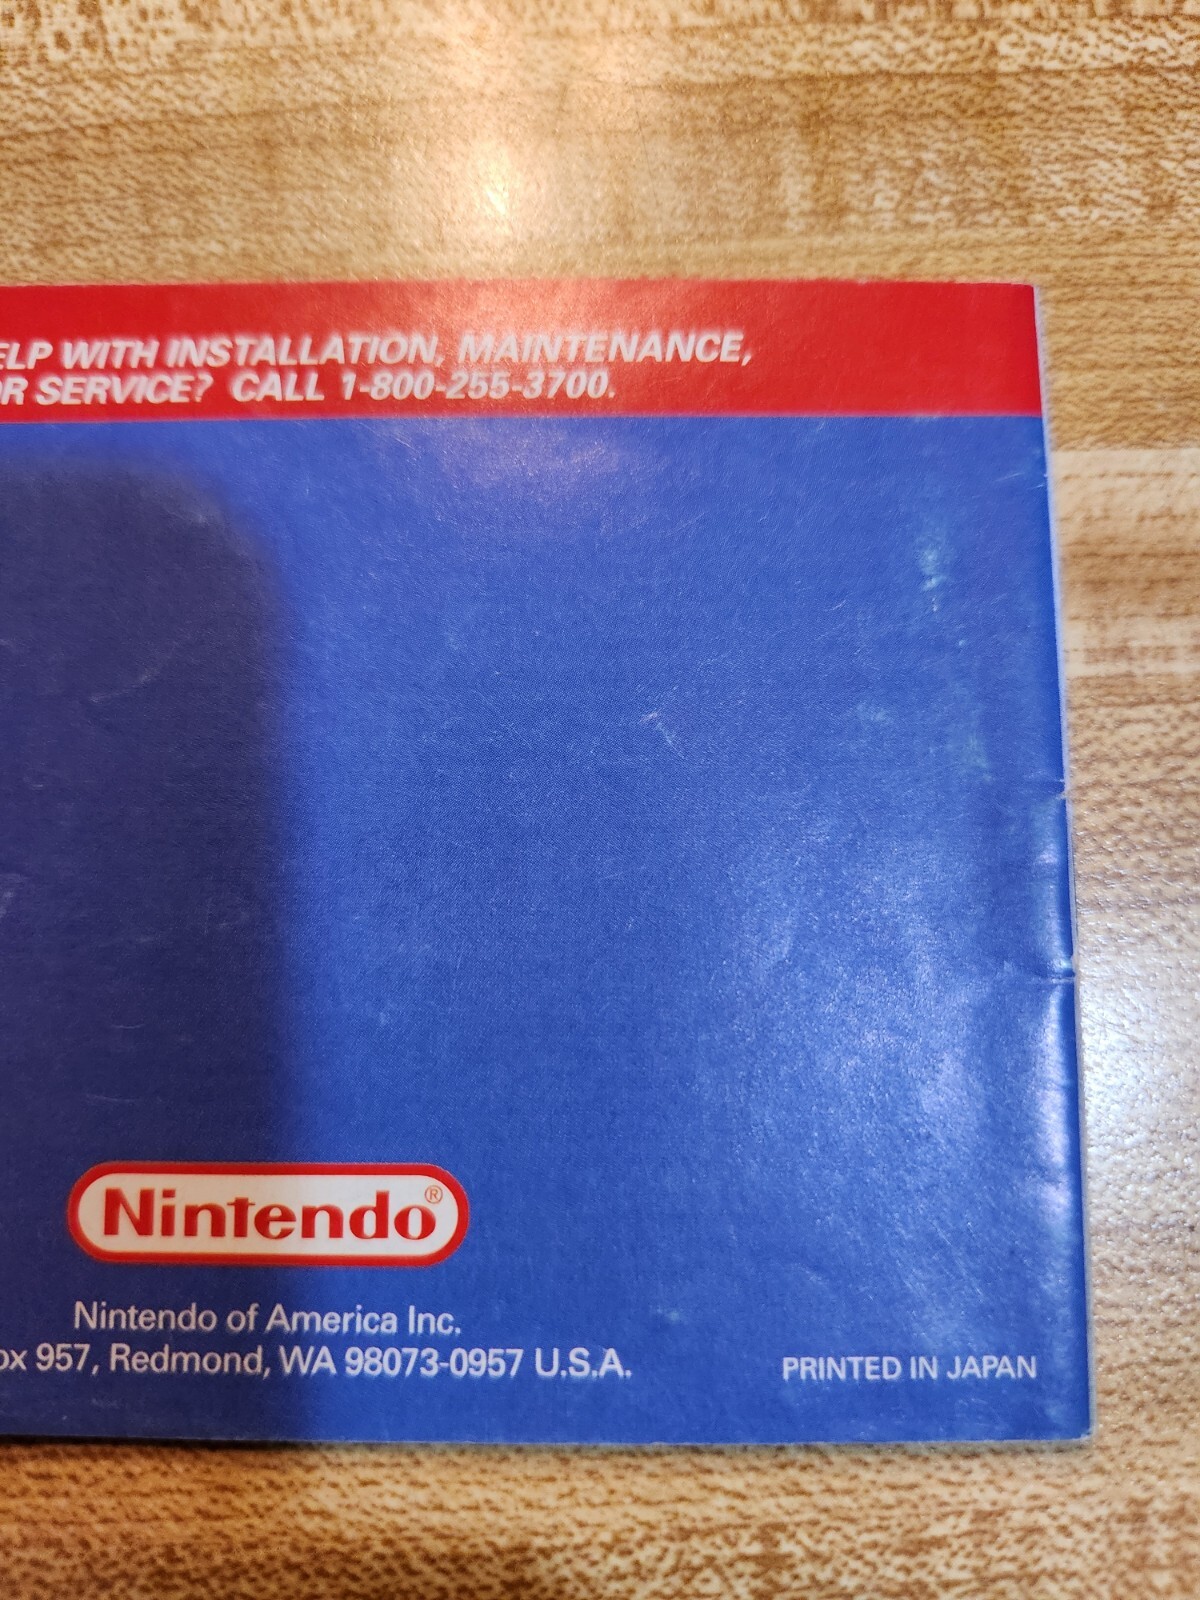 ELP WITH INSTALLATION, MAINTENANCE,
OR SERVICE? CALL 1-800-255-3700.
Nintendo®
Nintendo of America Inc.
ox 957, Redmond, WA 98073-0957 U.S.A.
PRINTED IN JAPAN